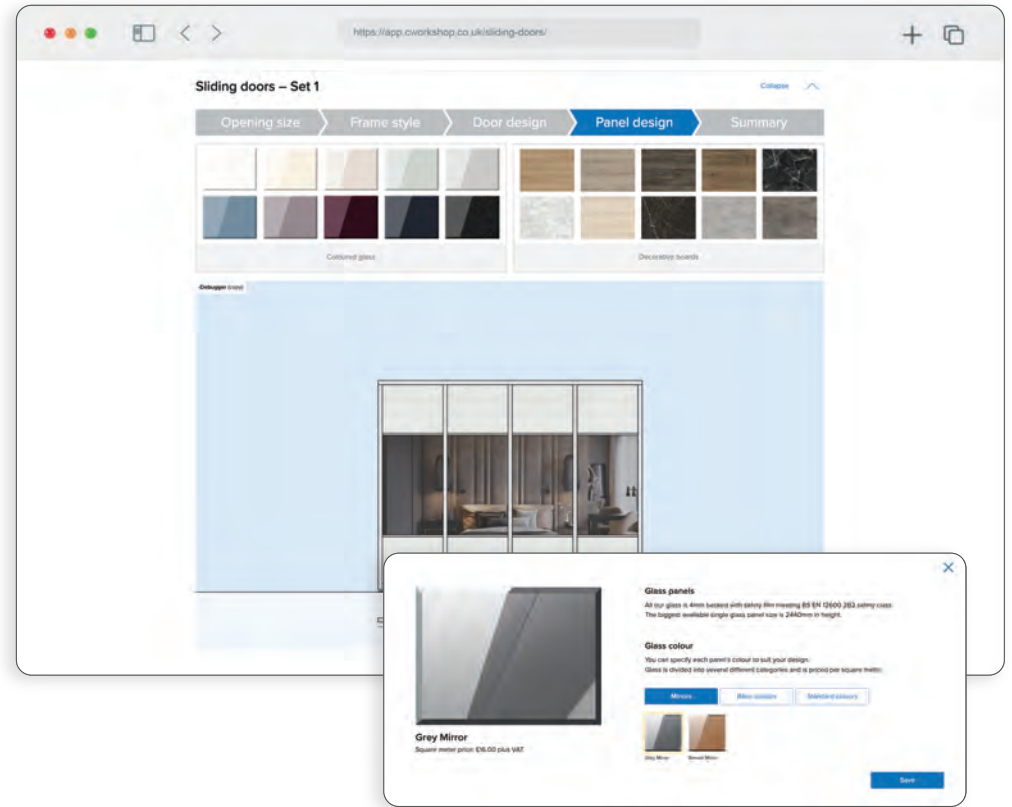 https://app.cworkshop.co.uk/sliding-doors/
Sliding doors – Set 1
Collapse
Opening size
Frame style
Door design
Panel design
Summary
Coloured glass
Decorative boards
Debugger (copy)
Glass panels
All our glass is 4mm backed with safety film meeting BS EN 12600 2B2 safety class.
The biggest available single glass panel size is 2440mm in height.
Glass colour
You can specify each panel's colour to suit your design.
Glass is divided into several different categories and is priced per square metre.
Mirrors
Standard colours
Grey Mirror
Grey Mirror
Square meter price: £16.00 plus VAT
Save